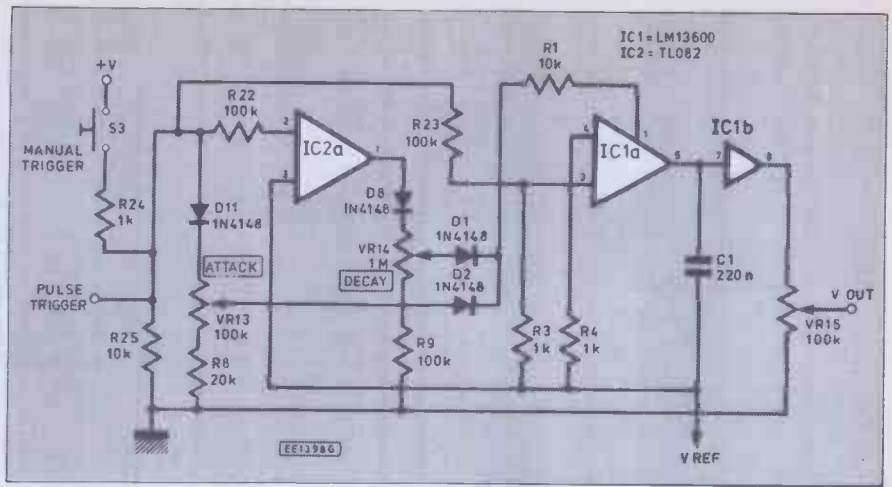 IC1 = LM13600
IC2 = TL082
+V
S3
MANUAL
TRIGGER
R24
1k
PULSE
TRIGGER
R25
10k
R22
100k
D11
1N4148
ATTACK
VR13
100k
R8
20k
2
3
IC2a
1
D8
1N4148
VR14
1M
DECAY
R9
100k
D1
1N4148
D2
1N4148
R23
100k
R1
10k
R3
1k
R4
1k
4
3
IC1a
1
5
IC1b
7
8
C1
220n
V OUT
VR15
100k
V REF
EE1398G